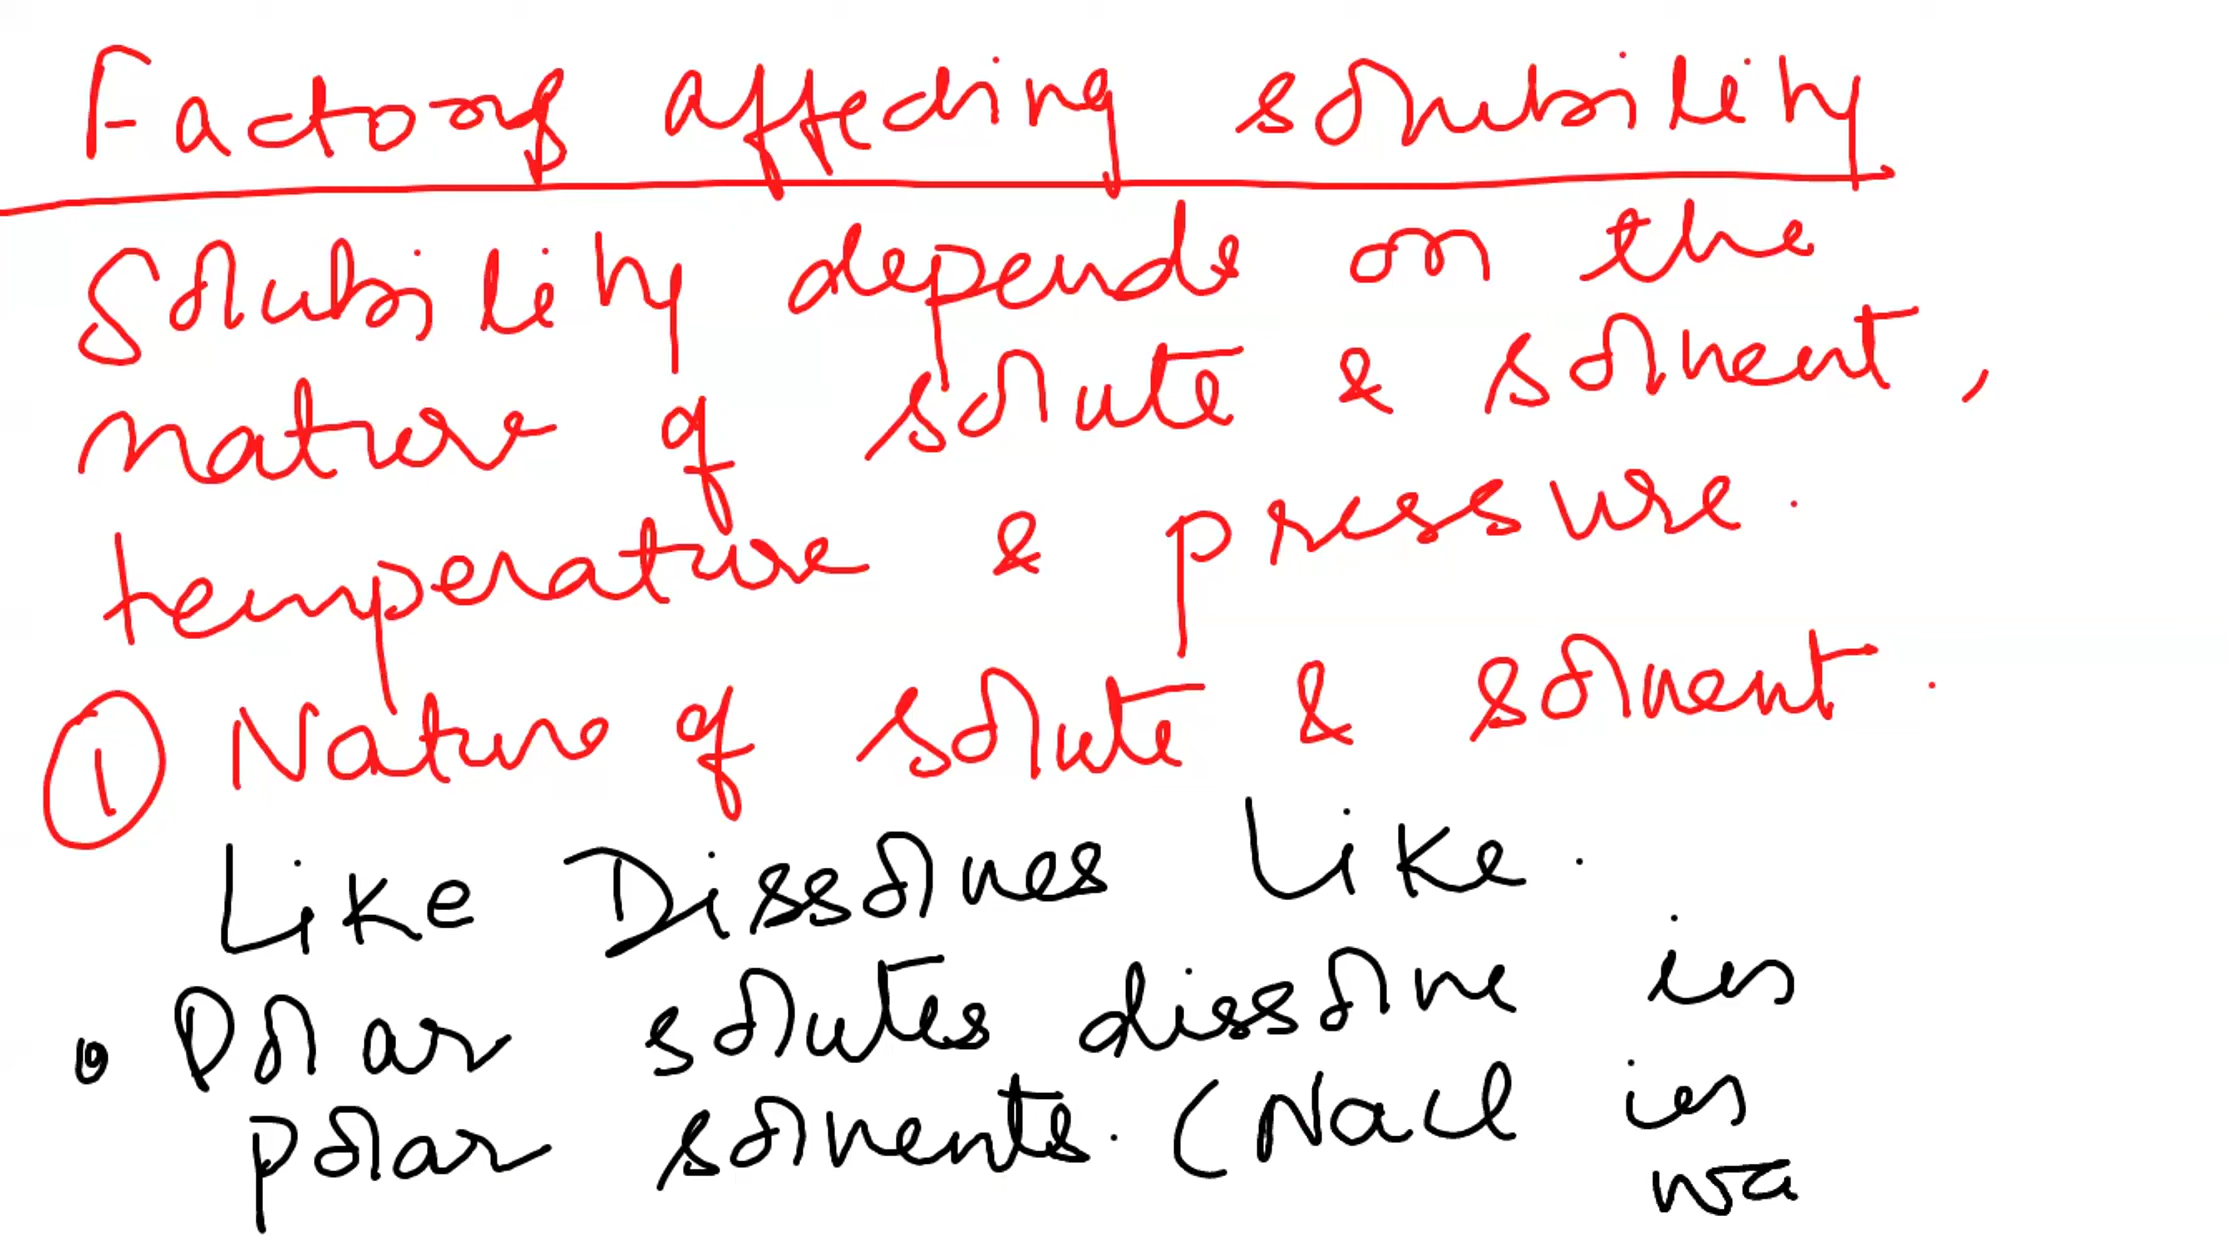 Factors affecting solubility
Solubility depends on the
nature of solute & solvent,
temperature & pressure.
① Nature of solute & solvent.
Like Dissolves Like.
• Polar solutes dissolve in
polar solvents. (NaCl in
wa